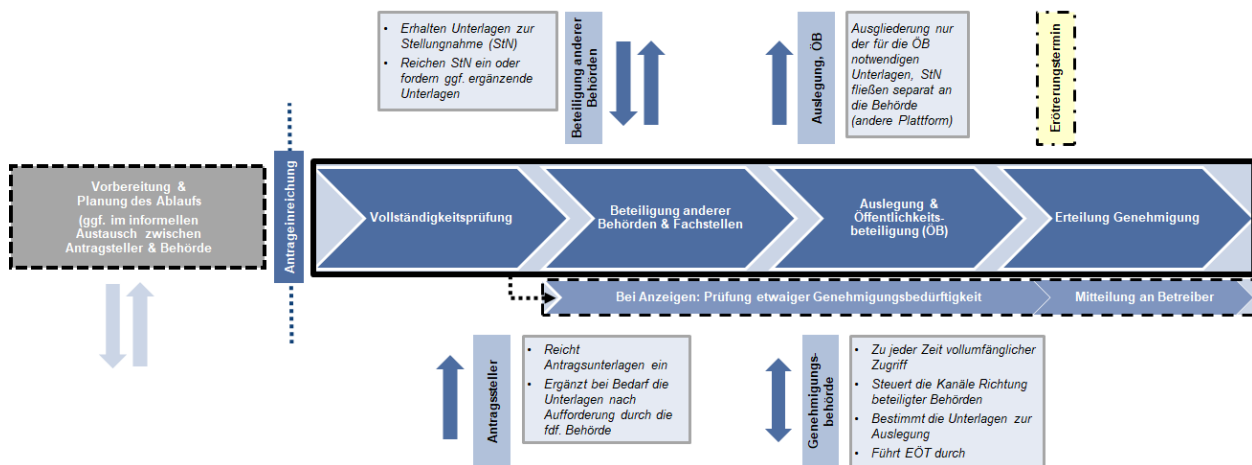 • Erhalten Unterlagen zur
Stellungnahme (StN)
• Reichen StN ein oder
fordern ggf. ergänzende
Unterlagen
Beteiligung anderer
Behörden
Auslegung, ÖB
Ausgliederung nur
der für die ÖB
notwendigen
Unterlagen, StN
fließen separat an
die Behörde
(andere Plattform)
Erötrerungstermin
Vorbereitung &
Planung des Ablaufs
(ggf. im informellen
Austausch zwischen
Antragsteller & Behörde
Antrageinreichung
Vollständigkeitsprüfung
Beteiligung anderer
Behörden & Fachstellen
Auslegung &
Öffentlichkeits-
beteiligung (ÖB)
Erteilung Genehmigung
Bei Anzeigen: Prüfung etwaiger Genehmigungsbedürftigkeit
Mitteilung an Betreiber
Antragssteller
• Reicht
Antragsunterlagen ein
• Ergänzt bei Bedarf die
Unterlagen nach
Aufforderung durch die
fdf. Behörde
Genehmigungs-
behörde
• Zu jeder Zeit vollumfänglicher
Zugriff
• Steuert die Kanäle Richtung
beteiligter Behörden
• Bestimmt die Unterlagen zur
Auslegung
• Führt EÖT durch